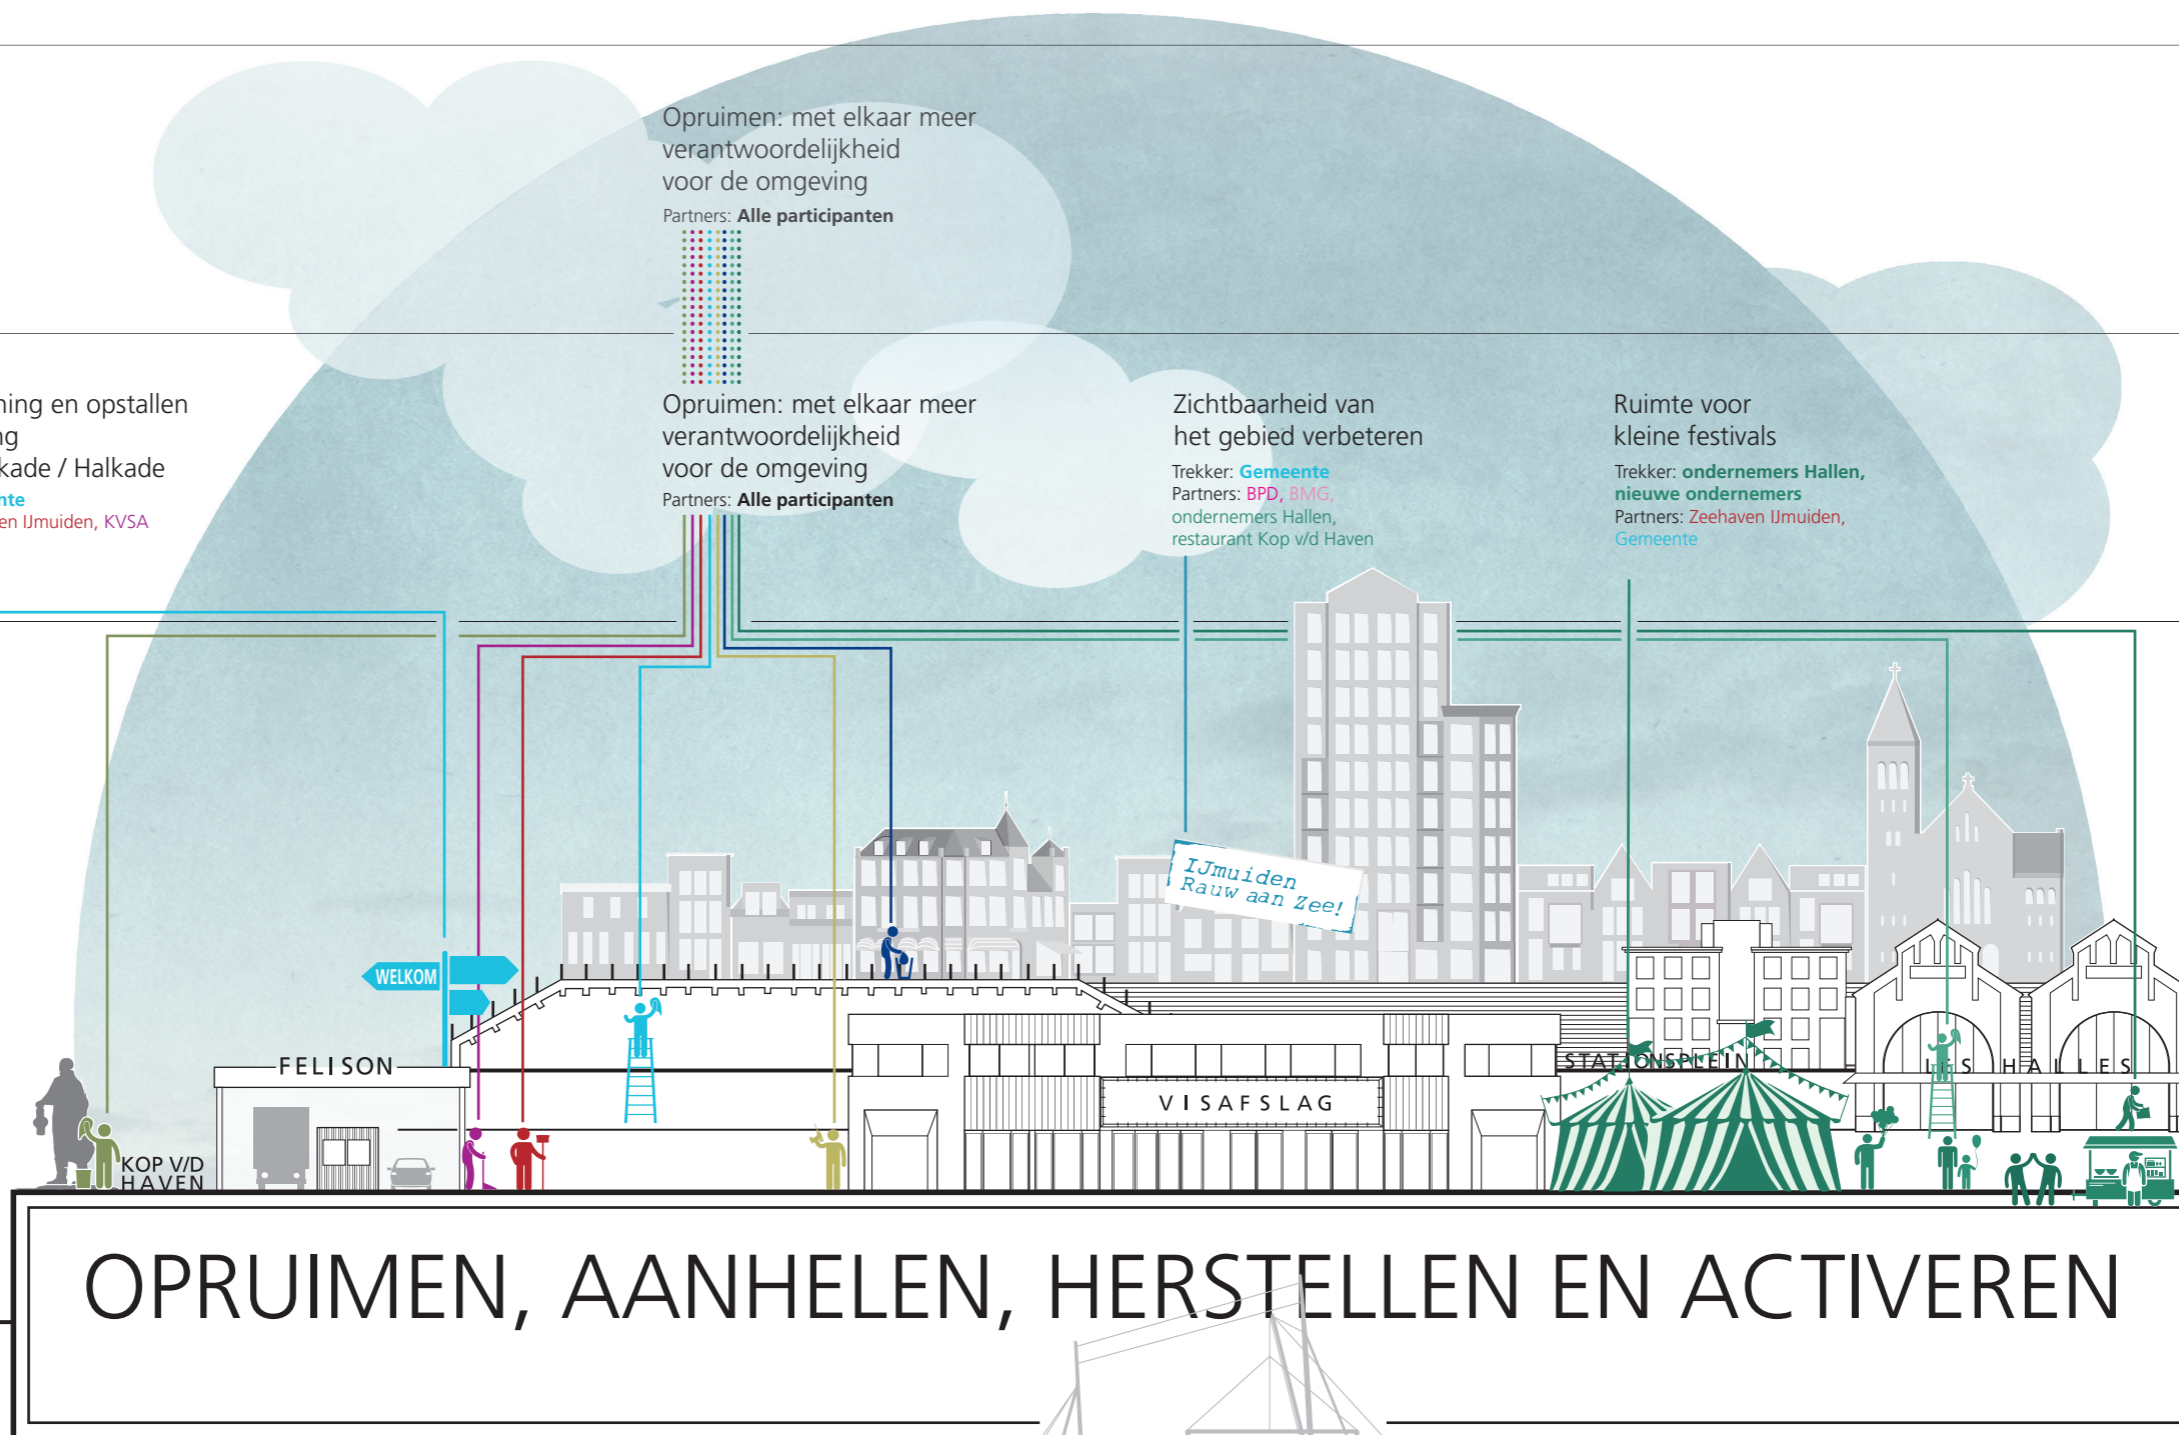 Opruimen: met elkaar meer
verantwoordelijkheid
voor de omgeving
Partners: Alle participanten
ning en opstallen
ng
kade / Halkade
nte
en IJmuiden, KVSA
Opruimen: met elkaar meer
verantwoordelijkheid
voor de omgeving
Partners: Alle participanten
Zichtbaarheid van
het gebied verbeteren
Trekker: Gemeente
Partners: BPD, BMG,
ondernemers Hallen,
restaurant Kop v/d Haven
Ruimte voor
kleine festivals
Trekker: ondernemers Hallen,
nieuwe ondernemers
Partners: Zeehaven IJmuiden,
Gemeente
IJmuiden
Rauw aan Zee!
WELKOM
FELISON
KOP V/D
HAVEN
VISAFSLAG
STATIONSPLEIN
LES HALLES
OPRUIMEN, AANHELEN, HERSTELLEN EN ACTIVEREN